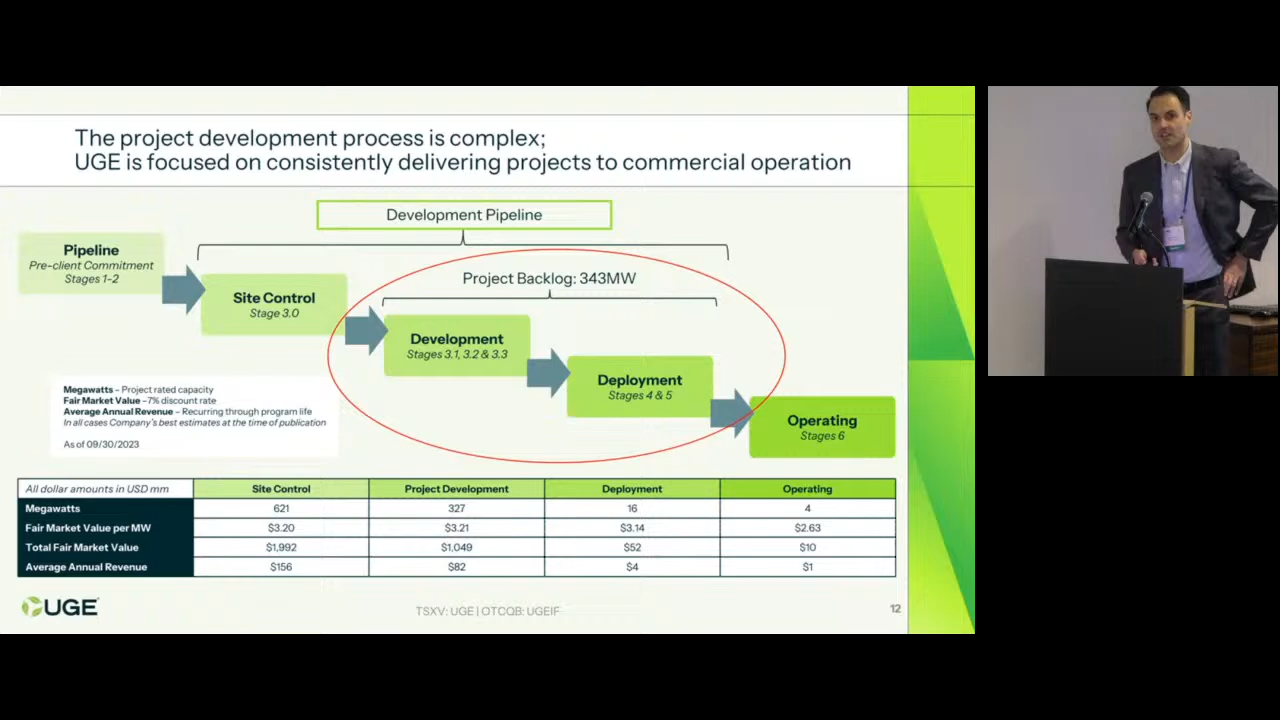 The project development process is complex;
UGE is focused on consistently delivering projects to commercial operation
Development Pipeline
Pipeline
Pre-client Commitment
Stages 1-2
Project Backlog: 343MW
Site Control
Stage 3.0
Development
Stages 3.1, 3.2 & 3.3
Deployment
Stages 4 & 5
Operating
Stages 6
Megawatts – Project rated capacity
Fair Market Value –7% discount rate
Average Annual Revenue – Recurring through program life
In all cases Company's best estimates at the time of publication
As of 09/30/2023
All dollar amounts in USD mm Site Control Project Development Deployment Operating
Megawatts 621 327 16 4
Fair Market Value per MW $3.20 $3.21 $3.14 $2.63
Total Fair Market Value $1,992 $1,049 $52 $10
Average Annual Revenue $156 $82 $4 $1
UGE
TSXV: UGE | OTCQB: UGEIF
12